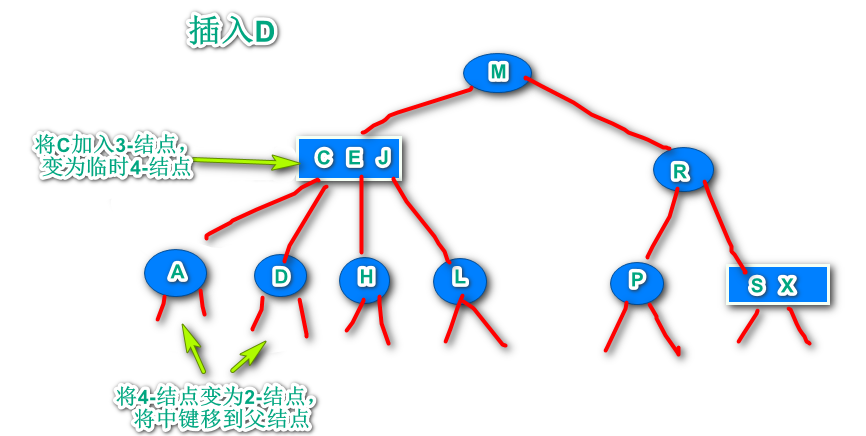 插入D
M
将C加入3-结点，
变为临时4-结点
C E J
R
A
D
H
L
P
S X
将4-结点变为2-结点，
将中键移到父结点